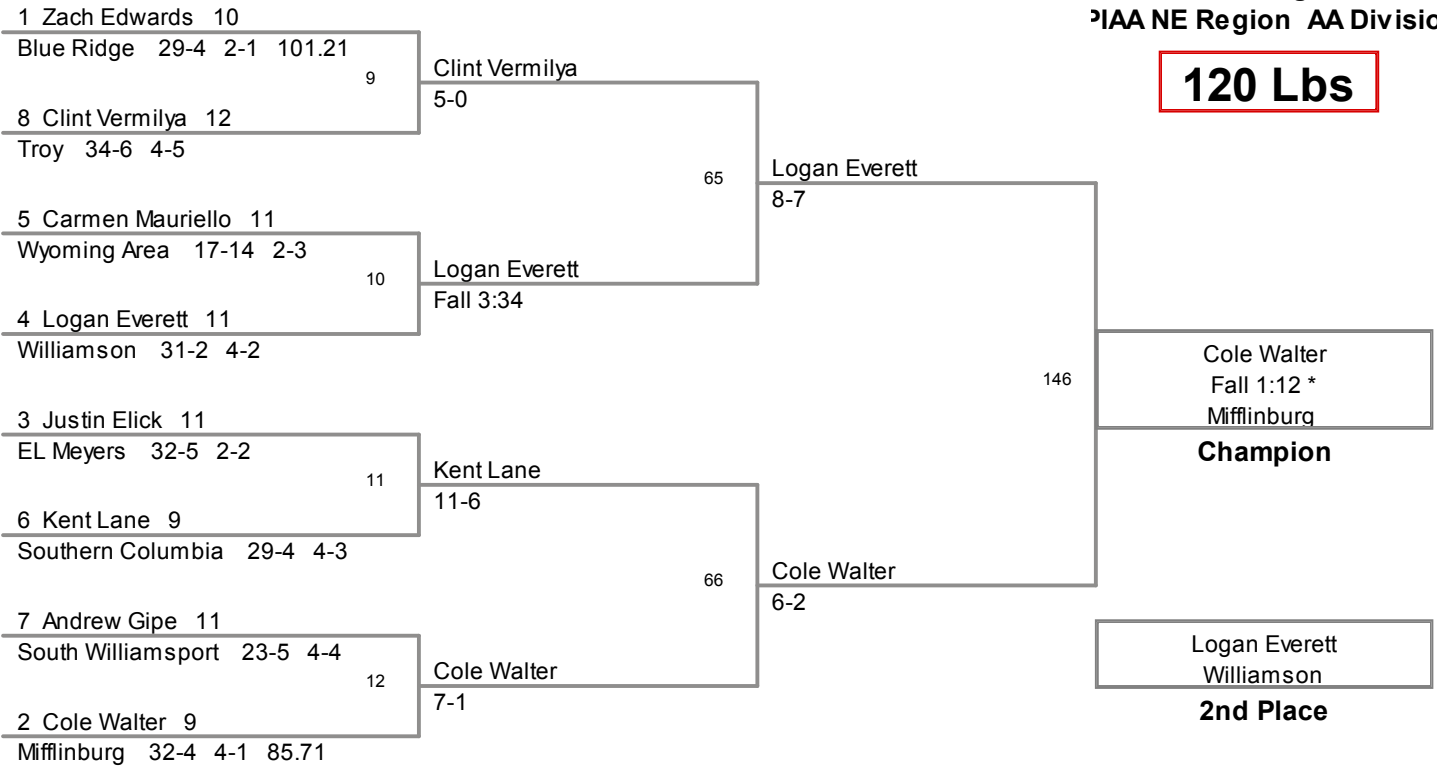 PIAA NE Region AA Divisio
120 Lbs
1 Zach Edwards 10
Blue Ridge 29-4 2-1 101.21
9
Clint Vermilya
5-0
8 Clint Vermilya 12
Troy 34-6 4-5
65
Logan Everett
8-7
5 Carmen Mauriello 11
Wyoming Area 17-14 2-3
10
Logan Everett
Fall 3:34
4 Logan Everett 11
Williamson 31-2 4-2
146
Cole Walter
Fall 1:12 *
Mifflinburg
Champion
3 Justin Elick 11
EL Meyers 32-5 2-2
11
Kent Lane
11-6
6 Kent Lane 9
Southern Columbia 29-4 4-3
66
Cole Walter
6-2
7 Andrew Gipe 11
South Williamsport 23-5 4-4
12
Cole Walter
7-1
2 Cole Walter 9
Mifflinburg 32-4 4-1 85.71
Logan Everett
Williamson
2nd Place